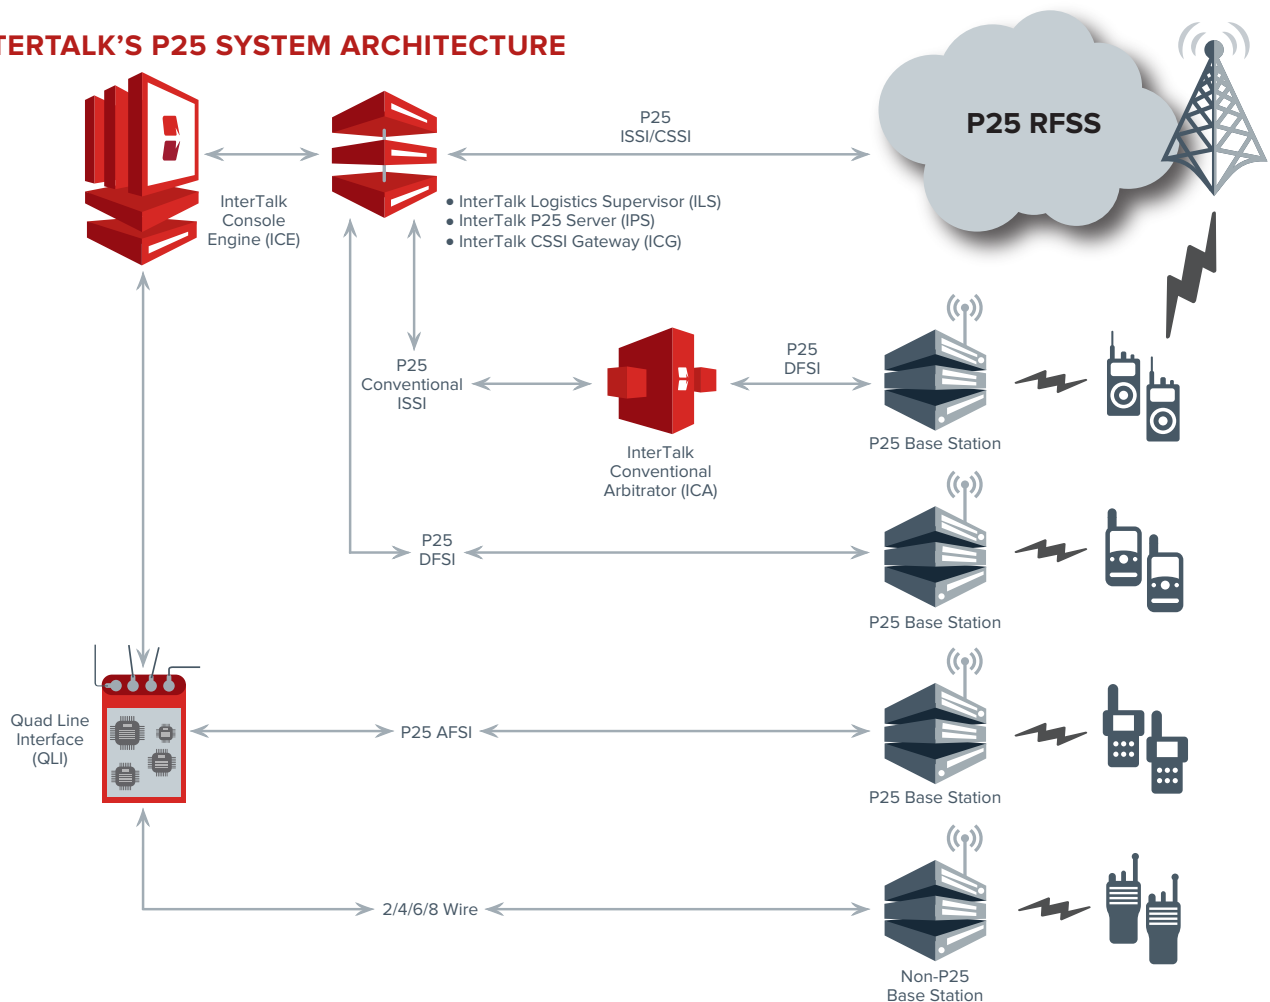 TERTALK'S P25 SYSTEM ARCHITECTURE
P25
ISSI/CSSI
P25 RFSS
InterTalk
Console
Engine (ICE)
• InterTalk Logistics Supervisor (ILS)
• InterTalk P25 Server (IPS)
• InterTalk CSSI Gateway (ICG)
P25
Conventional
ISSI
P25
DFSI
InterTalk
Conventional
Arbitrator (ICA)
P25 Base Station
P25
DFSI
P25 Base Station
Quad Line
Interface
(QLI)
P25 AFSI
P25 Base Station
2/4/6/8 Wire
Non-P25
Base Station